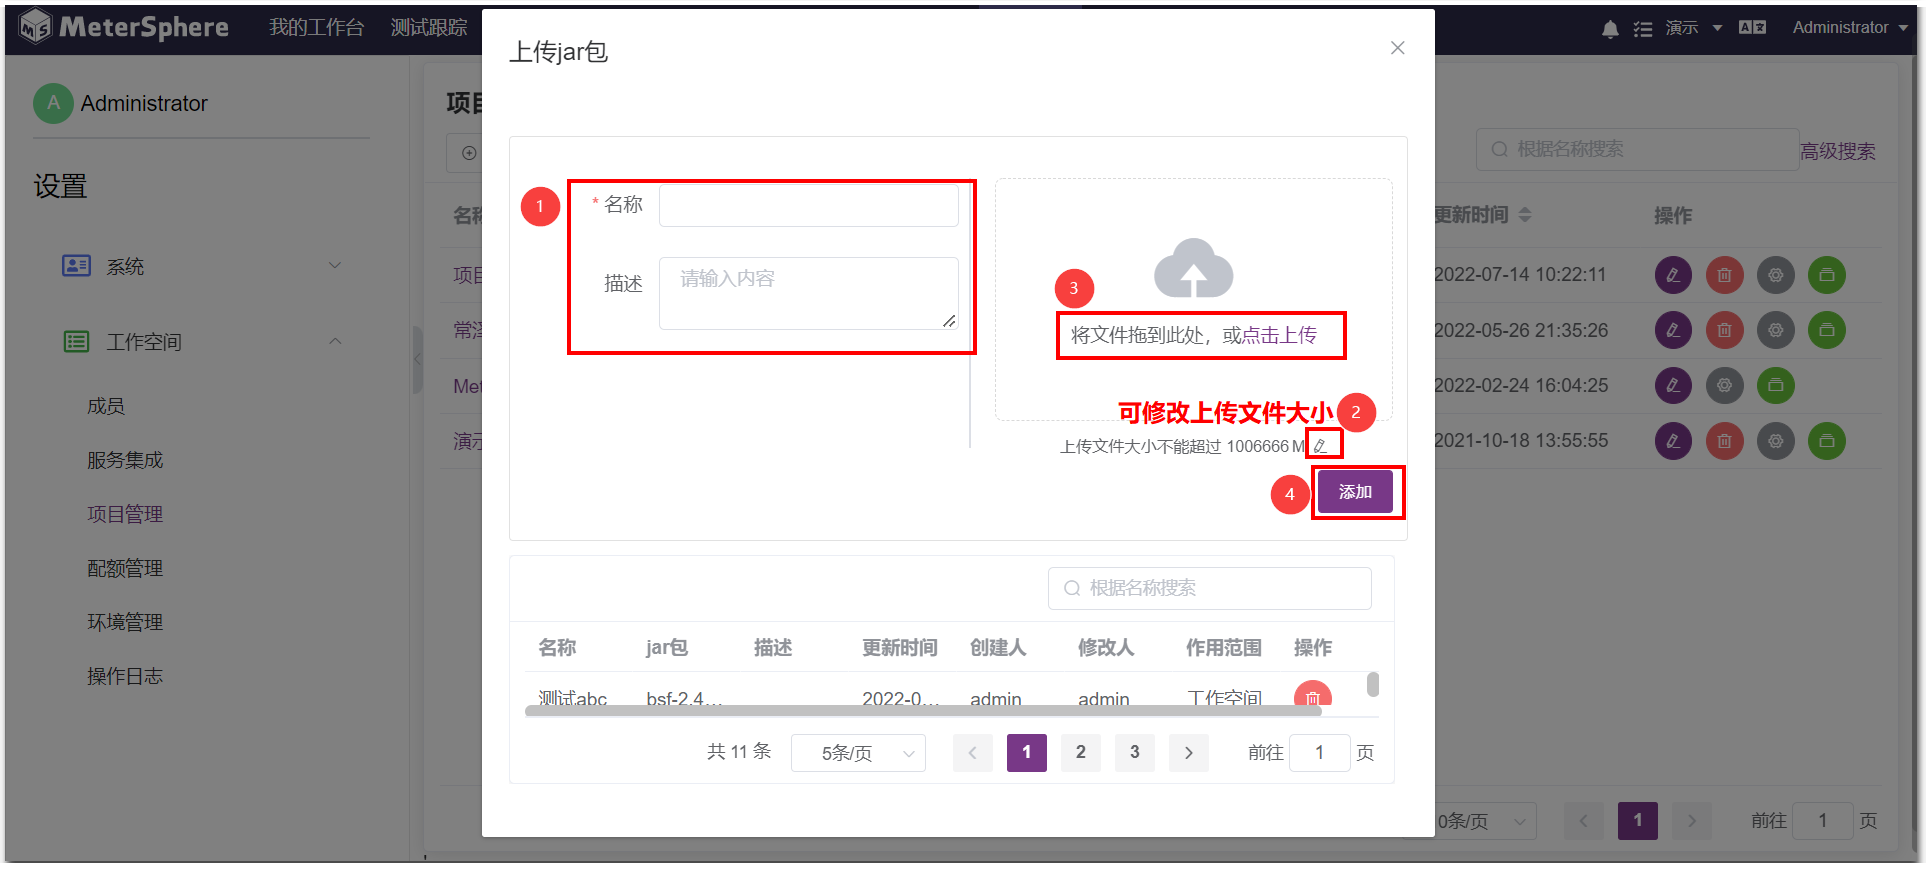 MeterSphere 我的工作台 测试跟踪
演示 Administrator
A Administrator
设置
系统
工作空间
成员
服务集成
项目管理
配额管理
环境管理
操作日志
上传jar包
1
* 名称
描述 请输入内容
3
将文件拖到此处，或点击上传
可修改上传文件大小 2
上传文件大小不能超过 1006666 M
4 添加
根据名称搜索
名称 jar包 描述 更新时间 创建人 修改人 作用范围 操作
测试abc bsf-2.4... 2022-0... admin admin 工作空间
共 11 条 5条/页 1 2 3 前往 1 页
项目
根据名称搜索 高级搜索
名称 更新时间 操作
项目 2022-07-14 10:22:11
常泽 2022-05-26 21:35:26
Met 2022-02-24 16:04:25
演示 2021-10-18 13:55:55
0条/页 1 前往 1 页